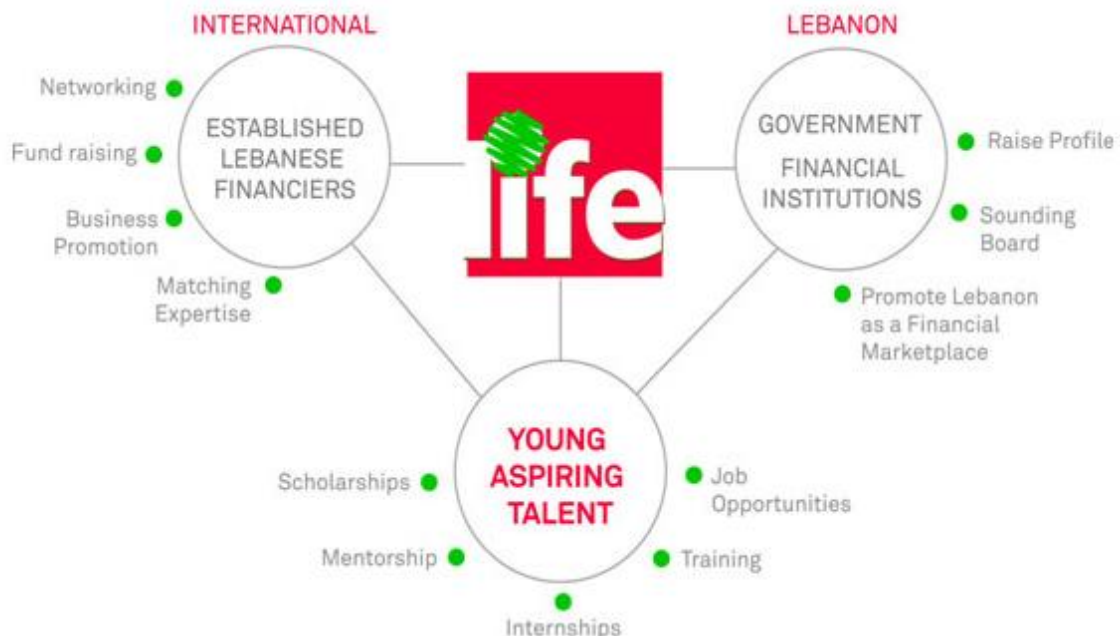 INTERNATIONAL
Networking
Fund raising
Business
Promotion
Matching
Expertise
ESTABLISHED
LEBANESE
FINANCIERS
life
LEBANON
GOVERNMENT
FINANCIAL
INSTITUTIONS
Raise Profile
Sounding
Board
Promote Lebanon
as a Financial
Marketplace
YOUNG
ASPIRING
TALENT
Scholarships
Mentorship
Internships
Training
Job
Opportunities